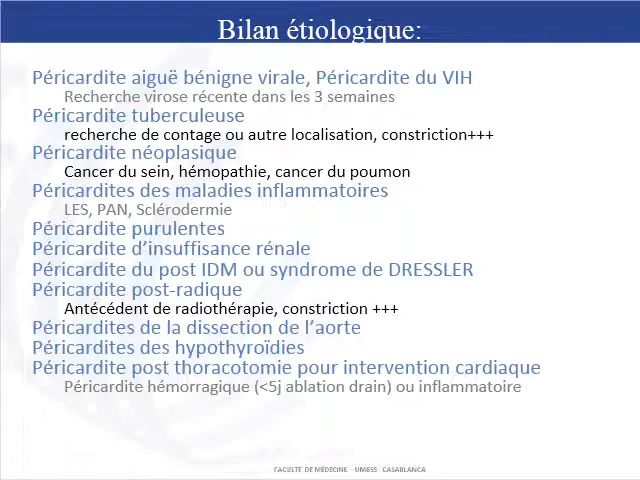 Bilan étiologique:
Péricardite aiguë bénigne virale, Péricardite du VIH
Recherche virose récente dans les 3 semaines
Péricardite tuberculeuse
recherche de contage ou autre localisation, constriction+++
Péricardite néoplasique
Cancer du sein, hémopathie, cancer du poumon
Péricardites des maladies inflammatoires
LES, PAN, Sclérodermie
Péricardite purulentes
Péricardite d’insuffisance rénale
Péricardite du post IDM ou syndrome de DRESSLER
Péricardite post-radique
Antécédent de radiothérapie, constriction +++
Péricardites de la dissection de l’aorte
Péricardites des hypothyroïdies
Péricardite post thoracotomie pour intervention cardiaque
Péricardite hémorragique (<5j ablation drain) ou inflammatoire
FACULTE DE MÉDECINE - UM6SS CASABLANCA